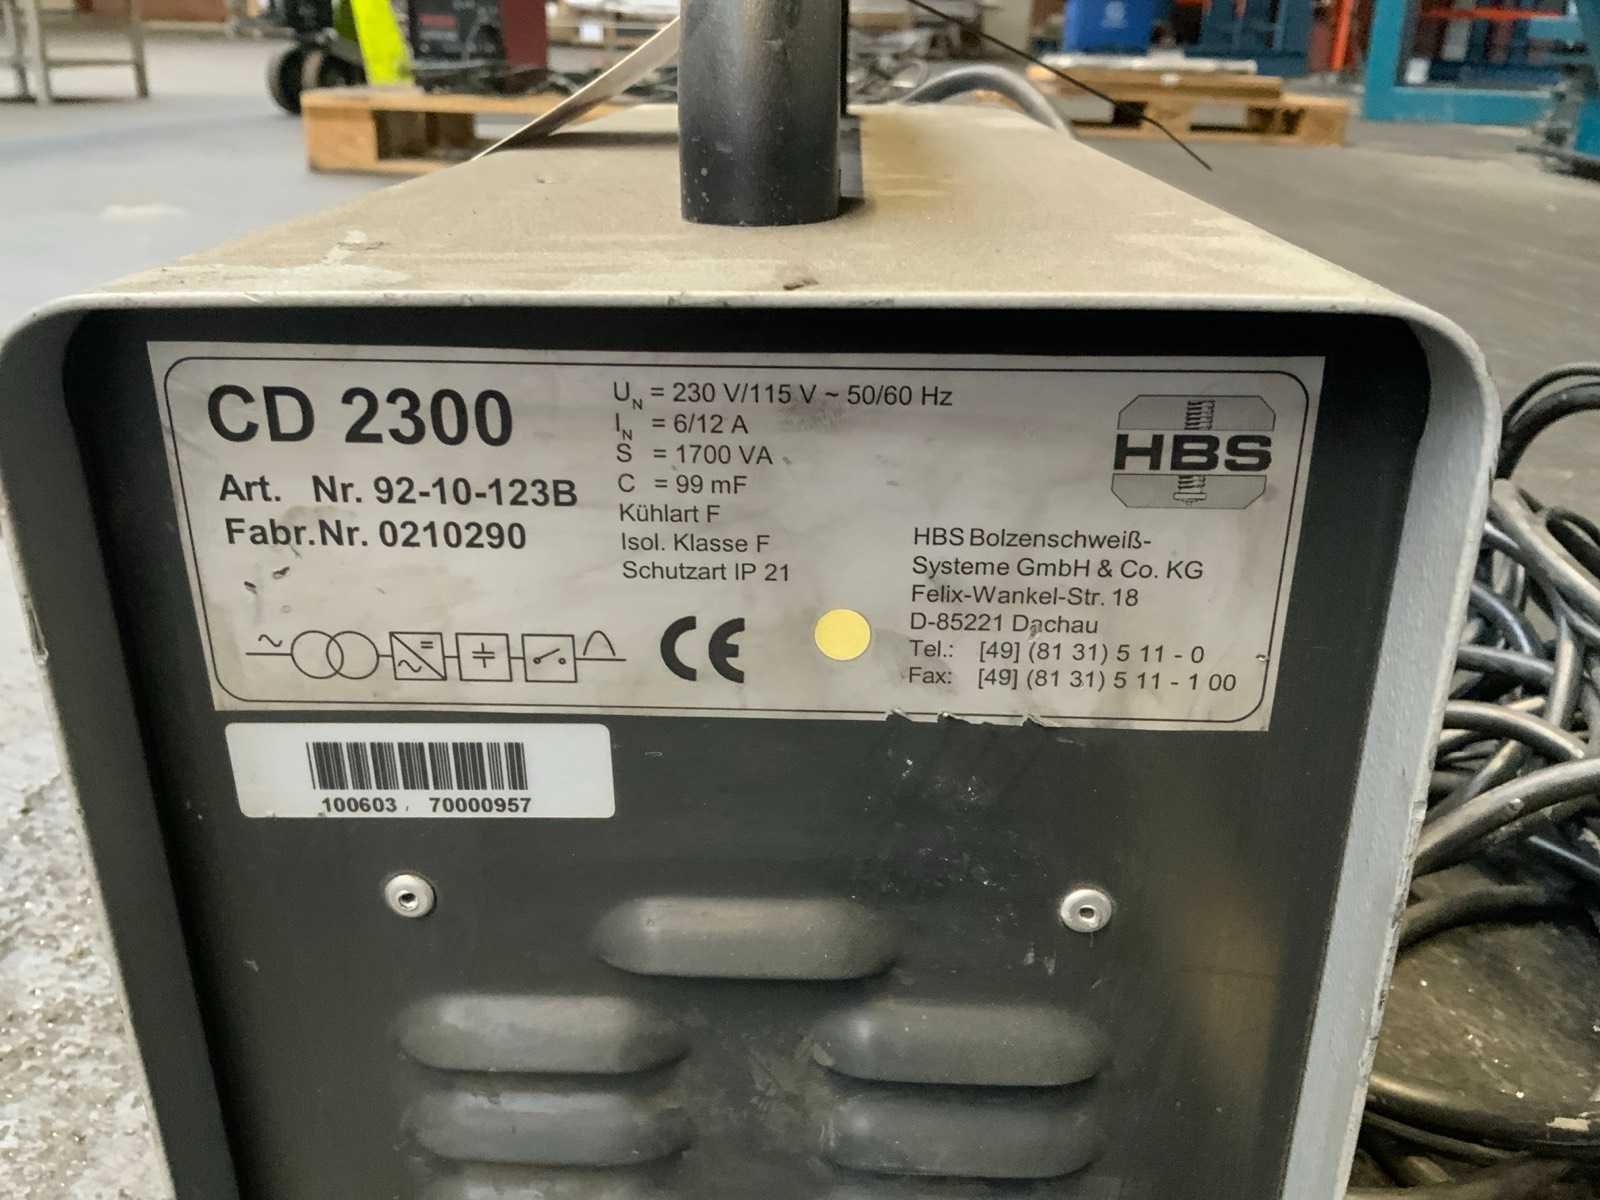 CD 2300
Art. Nr. 92-10-123B
Fabr.Nr. 0210290
UN = 230 V/115 V ~ 50/60 Hz
IN = 6/12 A
S = 1700 VA
C = 99 mF
Kühlart F
Isol. Klasse F
Schutzart IP 21
CE
HBS
HBS Bolzenschweiß-
Systeme GmbH & Co. KG
Felix-Wankel-Str. 18
D-85221 Dachau
Tel.: [49] (81 31) 5 11 - 0
Fax: [49] (81 31) 5 11 - 1 00
100603 70000957